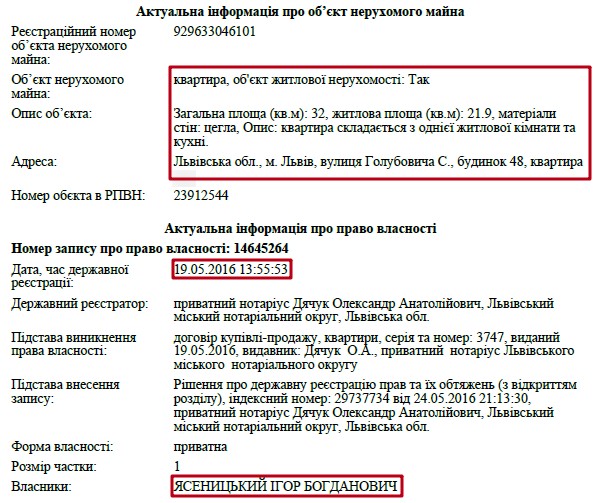 Актуальна інформація про об’єкт нерухомого майна
Реєстраційний номер 929633046101
об’єкта нерухомого
майна:
Об’єкт нерухомого квартира, об'єкт житлової нерухомості: Так
майна:
Опис об’єкта: Загальна площа (кв.м): 32, житлова площа (кв.м): 21.9, матеріали
стін: цегла, Опис: квартира складається з однієї житлової кімнати та
кухні.
Адреса: Львівська обл., м. Львів, вулиця Голубовича С., будинок 48, квартира
Номер обєкта в РПВН: 23912544
Актуальна інформація про право власності
Номер запису про право власності: 14645264
Дата, час державної 19.05.2016 13:55:53
реєстрації:
Державний реєстратор: приватний нотаріус Дячук Олександр Анатолійович, Львівський
міський нотаріальний округ, Львівська обл.
Підстава виникнення договір купівлі-продажу, квартири, серія та номер: 3747, виданий
права власності: 19.05.2016, видавник: Дячук О.А., приватний нотаріус Львівського
міського нотаріального округу
Підстава внесення Рішення про державну реєстрацію прав та їх обтяжень (з відкриттям
запису: розділу), індексний номер: 29737734 від 24.05.2016 21:13:30,
приватний нотаріус Дячук Олександр Анатолійович, Львівський
міський нотаріальний округ, Львівська обл.
Форма власності: приватна
Розмір частки: 1
Власники: ЯСЕНИЦЬКИЙ ІГОР БОГДАНОВИЧ